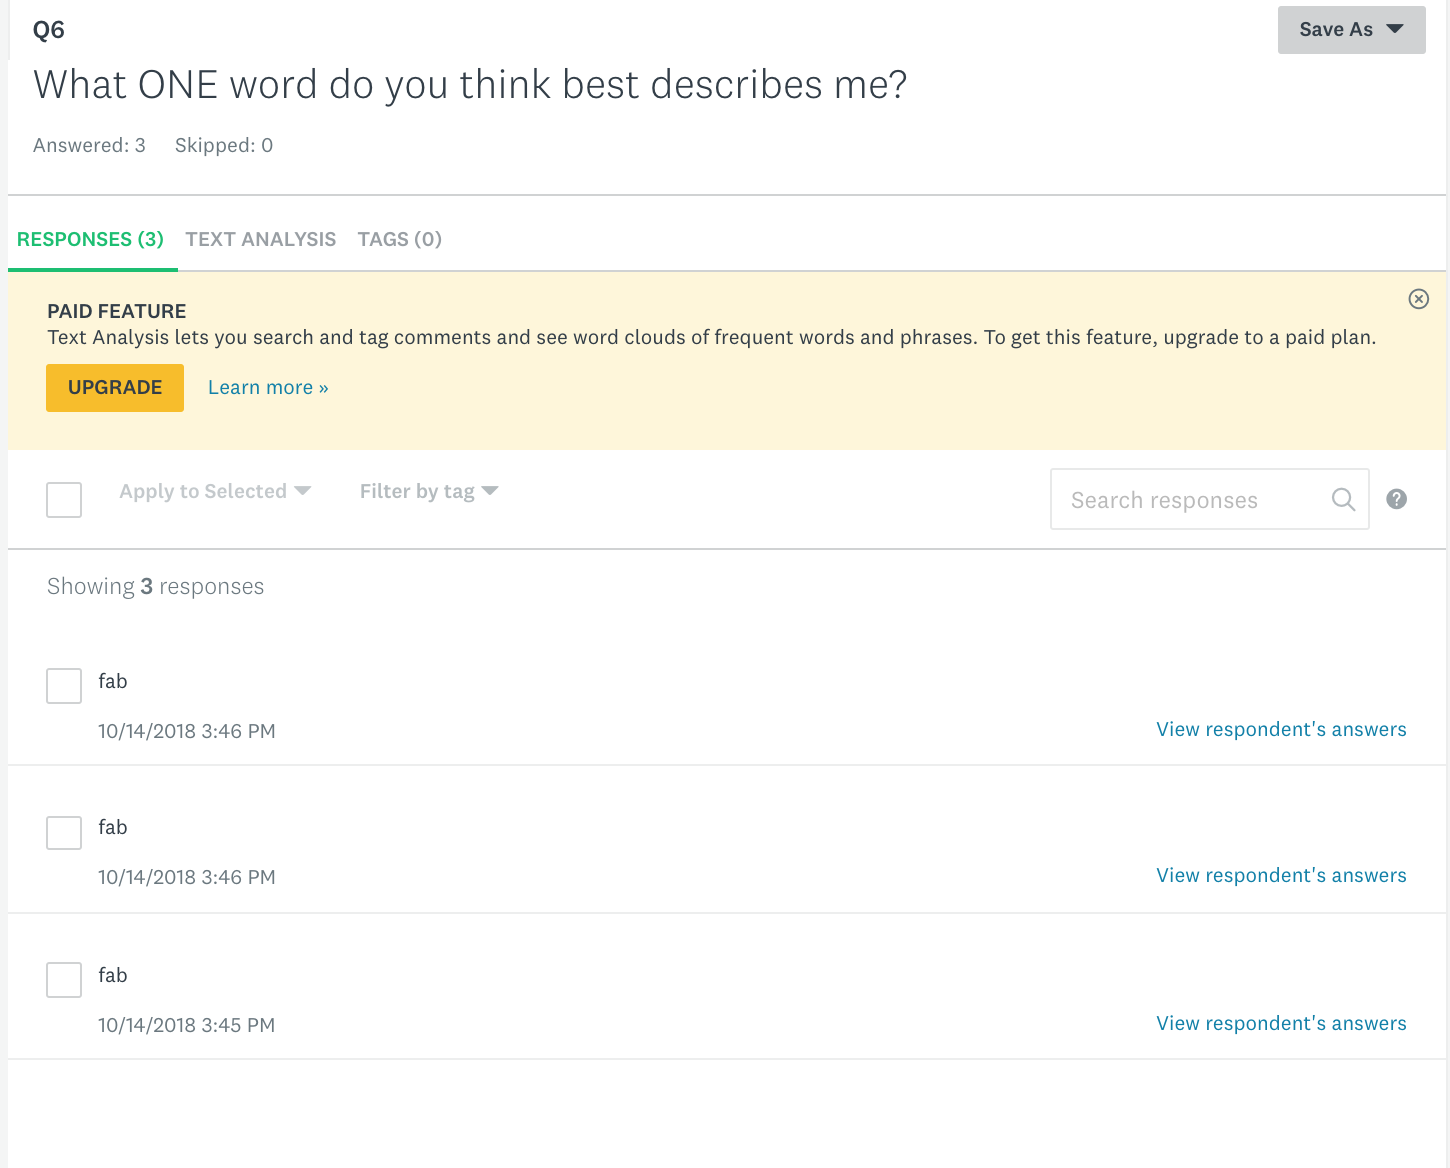 Q6
Save As
What ONE word do you think best describes me?
Answered: 3 Skipped: 0
RESPONSES (3) TEXT ANALYSIS TAGS (0)
PAID FEATURE
Text Analysis lets you search and tag comments and see word clouds of frequent words and phrases. To get this feature, upgrade to a paid plan.
UPGRADE Learn more »
Apply to Selected Filter by tag Search responses ?
Showing 3 responses
fab
10/14/2018 3:46 PM View respondent's answers
fab
10/14/2018 3:46 PM View respondent's answers
fab
10/14/2018 3:45 PM View respondent's answers